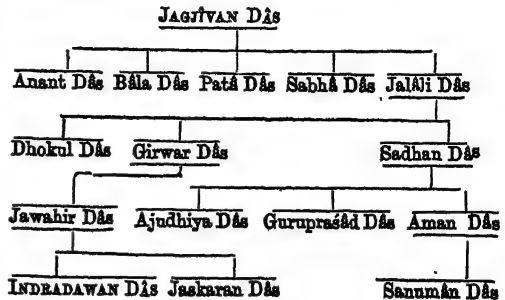 JAGJÎVAN DÂS
Anant Dâs Bâla Dâs Patâ Dâs Sabhâ Dâs Jalâli Dâs
Dhokul Dâs Girwar Dâs Sadhan Dâs
Jawahir Dâs Ajudhiya Dâs Guruprasâd Dâs Aman Dâs
INDRADAWAN DÂS Jaskaran Dâs Sanumân Dâs